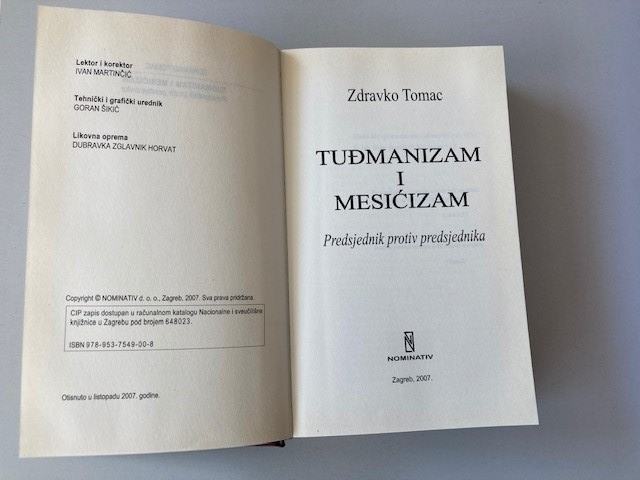 Lektor i korektor
IVAN MARTINČIĆ
Tehnički i grafički urednik
GORAN ŠIKIĆ
Likovna oprema
DUBRAVKA ZGLAVNIK HORVAT
Copyright © NOMINATIV d. o. o., Zagreb, 2007. Sva prava pridržana.
CIP zapis dostupan u računalnom katalogu Nacionalne i sveučilišne
knjižnice u Zagrebu pod brojem 648023.
ISBN 978-953-7549-00-8
Otisnuto u listopadu 2007. godine.
Zdravko Tomac
TUĐMANIZAM
I
MESIĆIZAM
Predsjednik protiv predsjednika
NOMINATIV
Zagreb, 2007.